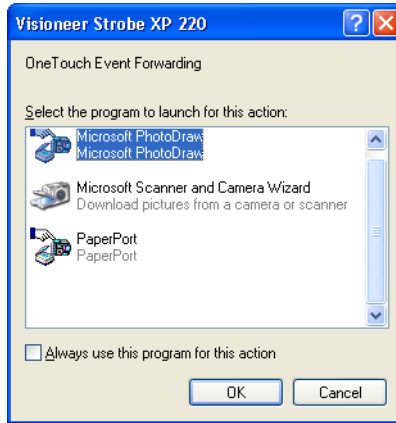 Visioneer Strobe XP 220
OneTouch Event Forwarding
Select the program to launch for this action:
Microsoft PhotoDraw
Microsoft PhotoDraw
Microsoft Scanner and Camera Wizard
Download pictures from a camera or scanner
PaperPort
PaperPort
Always use this program for this action
OK
Cancel